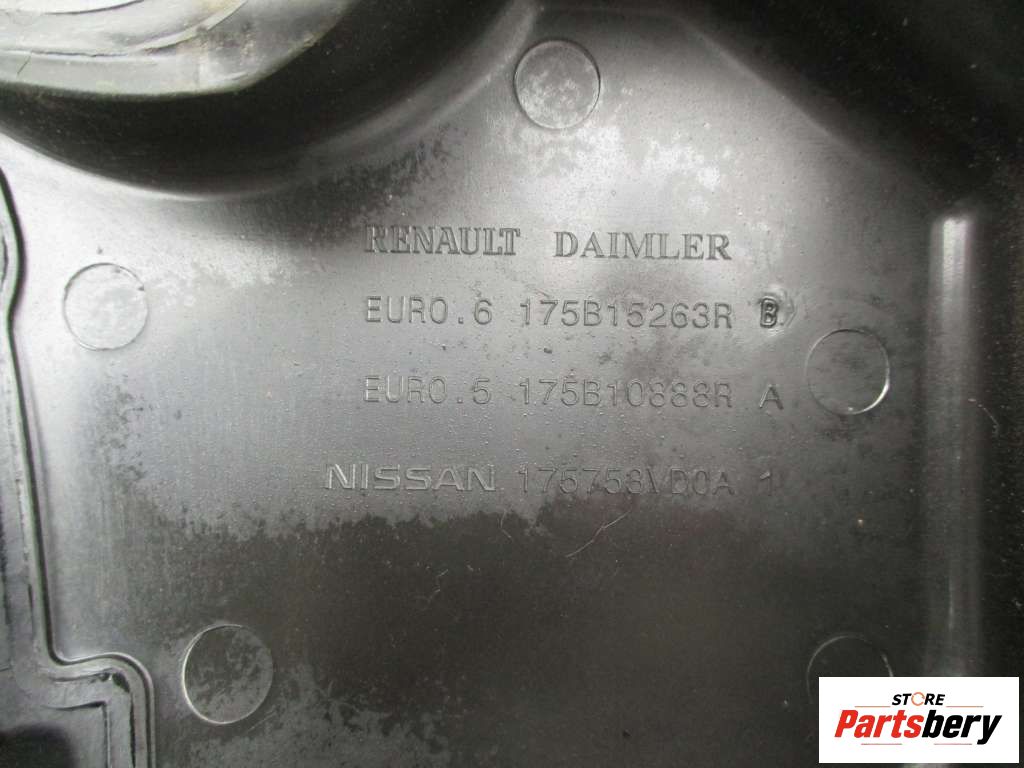 RENAULT DAIMLER
EURO.6 175B15263R B
EURO.5 175B10888R A
NISSAN 175753VD0A 1
STORE
Partsbery